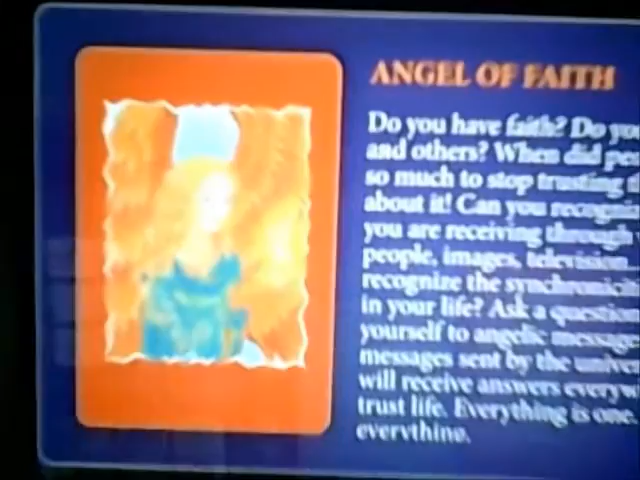 ANGEL OF FAITH
Do you have faith? Do you
and others? When did
so much to stop trusting
about it! Can you
you are receiving through
people, images, television...
recognize the
in your life? Ask a question
yourself to angelic
messages sent by the
will receive answers
trust life. Everything is one.
everything.